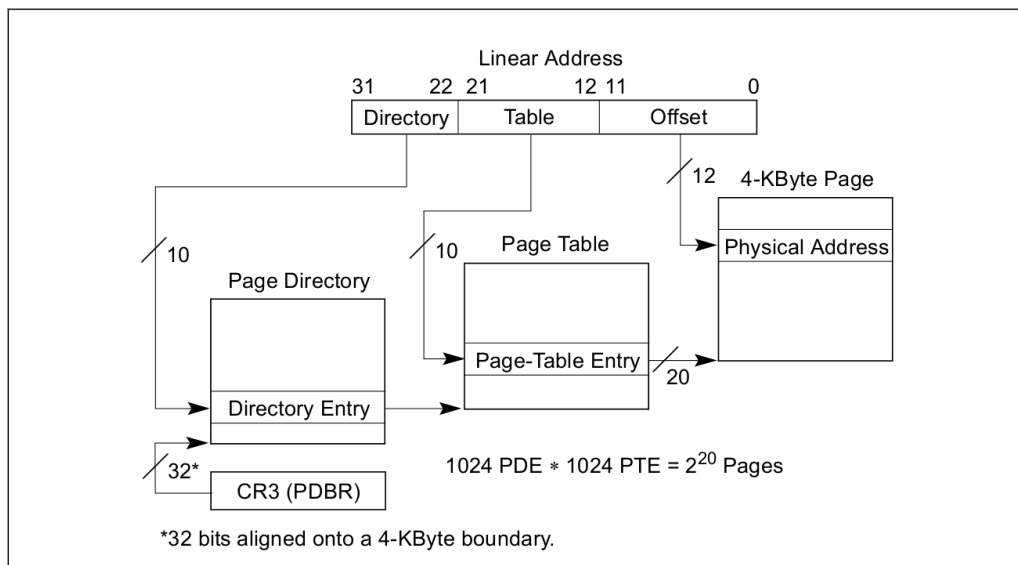 Linear Address
31 22 21 12 11 0
Directory Table Offset
12
4-KByte Page
Physical Address
10
10
Page Table
Page Directory
Page-Table Entry
20
Directory Entry
32*
CR3 (PDBR)
1024 PDE * 1024 PTE = 2²⁰ Pages
*32 bits aligned onto a 4-KByte boundary.